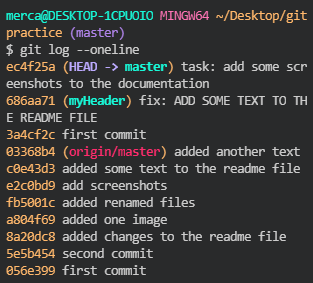 merca@DESKTOP-1CPUOIO MINGW64 ~/Desktop/git
practice (master)
$ git log --oneline
ec4f25a (HEAD -> master) task: add some scr
eenshots to the documentation
686aa71 (myHeader) fix: ADD SOME TEXT TO TH
E README FILE
3a4cf2c first commit
03368b4 (origin/master) added another text
c0e43d3 added some text to the readme file
e2c0bd9 add screenshots
fb5001c added renamed files
a804f69 added one image
8a20dc8 added changes to the readme file
5e5b454 second commit
056e399 first commit